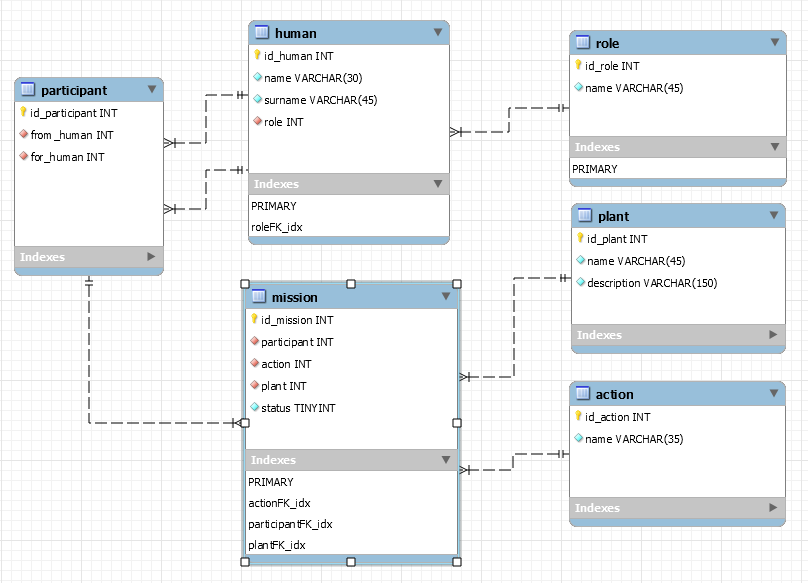 participant
id_participant INT
from_human INT
for_human INT
Indexes
human
id_human INT
name VARCHAR(30)
surname VARCHAR(45)
role INT
Indexes
PRIMARY
roleFK_idx
role
id_role INT
name VARCHAR(45)
Indexes
PRIMARY
plant
id_plant INT
name VARCHAR(45)
description VARCHAR(150)
Indexes
mission
id_mission INT
participant INT
action INT
plant INT
status TINYINT
Indexes
PRIMARY
actionFK_idx
participantFK_idx
plantFK_idx
action
id_action INT
name VARCHAR(35)
Indexes